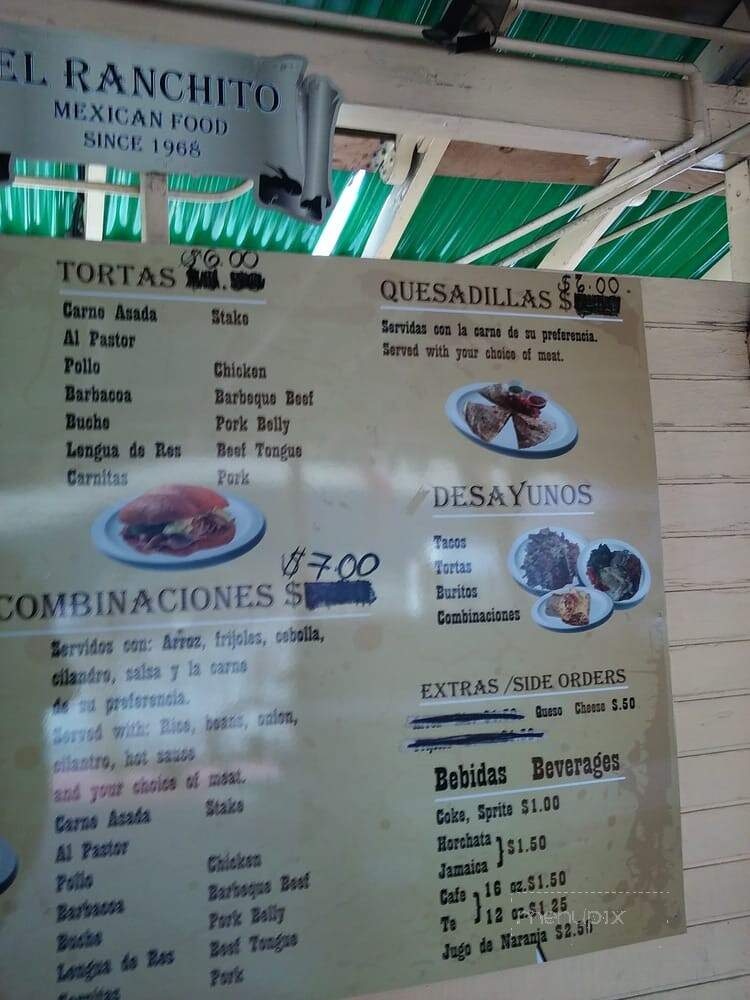 EL RANCHITO
MEXICAN FOOD
SINCE 1968
TORTAS $6.00
Carne Asada Stake
Al Pastor
Pollo Chicken
Barbacoa Barbeque Beef
Buche Pork Belly
Lengua de Res Beef Tongue
Carnitas Pork
COMBINACIONES $ $7.00
Servidos con: Arroz, frijoles, cebolla,
cilandro, salsa y la carne
de su preferencia.
Served with: Rice, beans, onion,
cilantro, hot sauce
and your choice of meat.
Carne Asada Stake
Al Pastor
Pollo Chicken
Barbacoa Barbeque Beef
Buche Pork Belly
Lengua de Res Beef Tongue
Carnitas Pork
QUESADILLAS $ $6.00
Servidas con la carne de su preferencia.
Served with your choice of meat.
DESAYUNOS
Tacos
Tortas
Buritos
Combinaciones
EXTRAS /SIDE ORDERS
Queso Cheese $.50
Bebidas Beverages
Coke, Sprite $1.00
Horchata
Jamaica } $1.50
Cafe 16 oz.$1.50
Te } 12 oz.$1.25
Jugo de Naranja $2.50
menupix